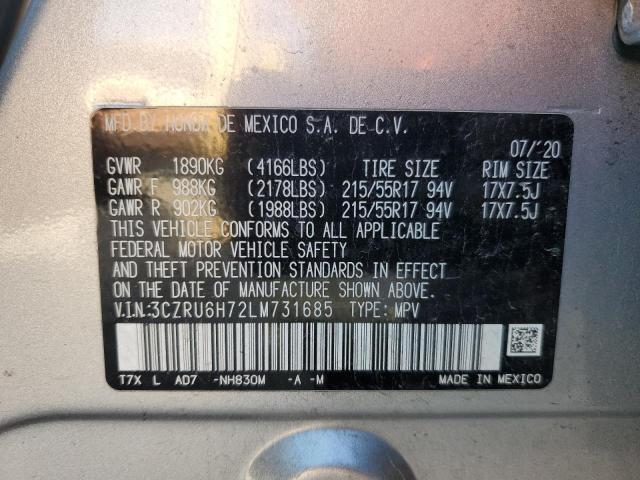 MFD.BY HONDA DE MEXICO S.A. DE C.V.
07/'20
GVWR 1890KG (4166LBS) TIRE SIZE RIM SIZE
GAWR F 988KG (2178LBS) 215/55R17 94V 17X7.5J
GAWR R 902KG (1988LBS) 215/55R17 94V 17X7.5J
THIS VEHICLE CONFORMS TO ALL APPLICABLE
FEDERAL MOTOR VEHICLE SAFETY
AND THEFT PREVENTION STANDARDS IN EFFECT
ON THE DATE OF MANUFACTURE SHOWN ABOVE.
V.I.N.:3CZRU6H72LM731685 TYPE: MPV
T7X L AD7 -NH830M -A -M MADE IN MEXICO